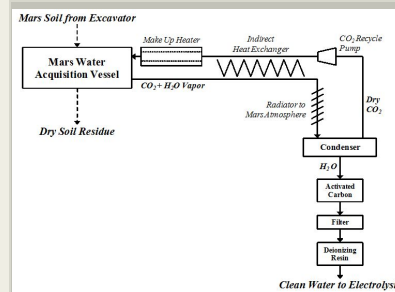 Mars Soil from Excavator
Make Up Heater
Indirect
Heat Exchanger
CO₂ Recycle
Pump
Mars Water
Acquisition Vessel
CO₂ + H₂O Vapor
Radiator to
Mars Atmosphere
Dry
CO₂
Dry Soil Residue
Condenser
H₂O
Activated
Carbon
Filter
Deionizing
Resin
Clean Water to Electrolysi